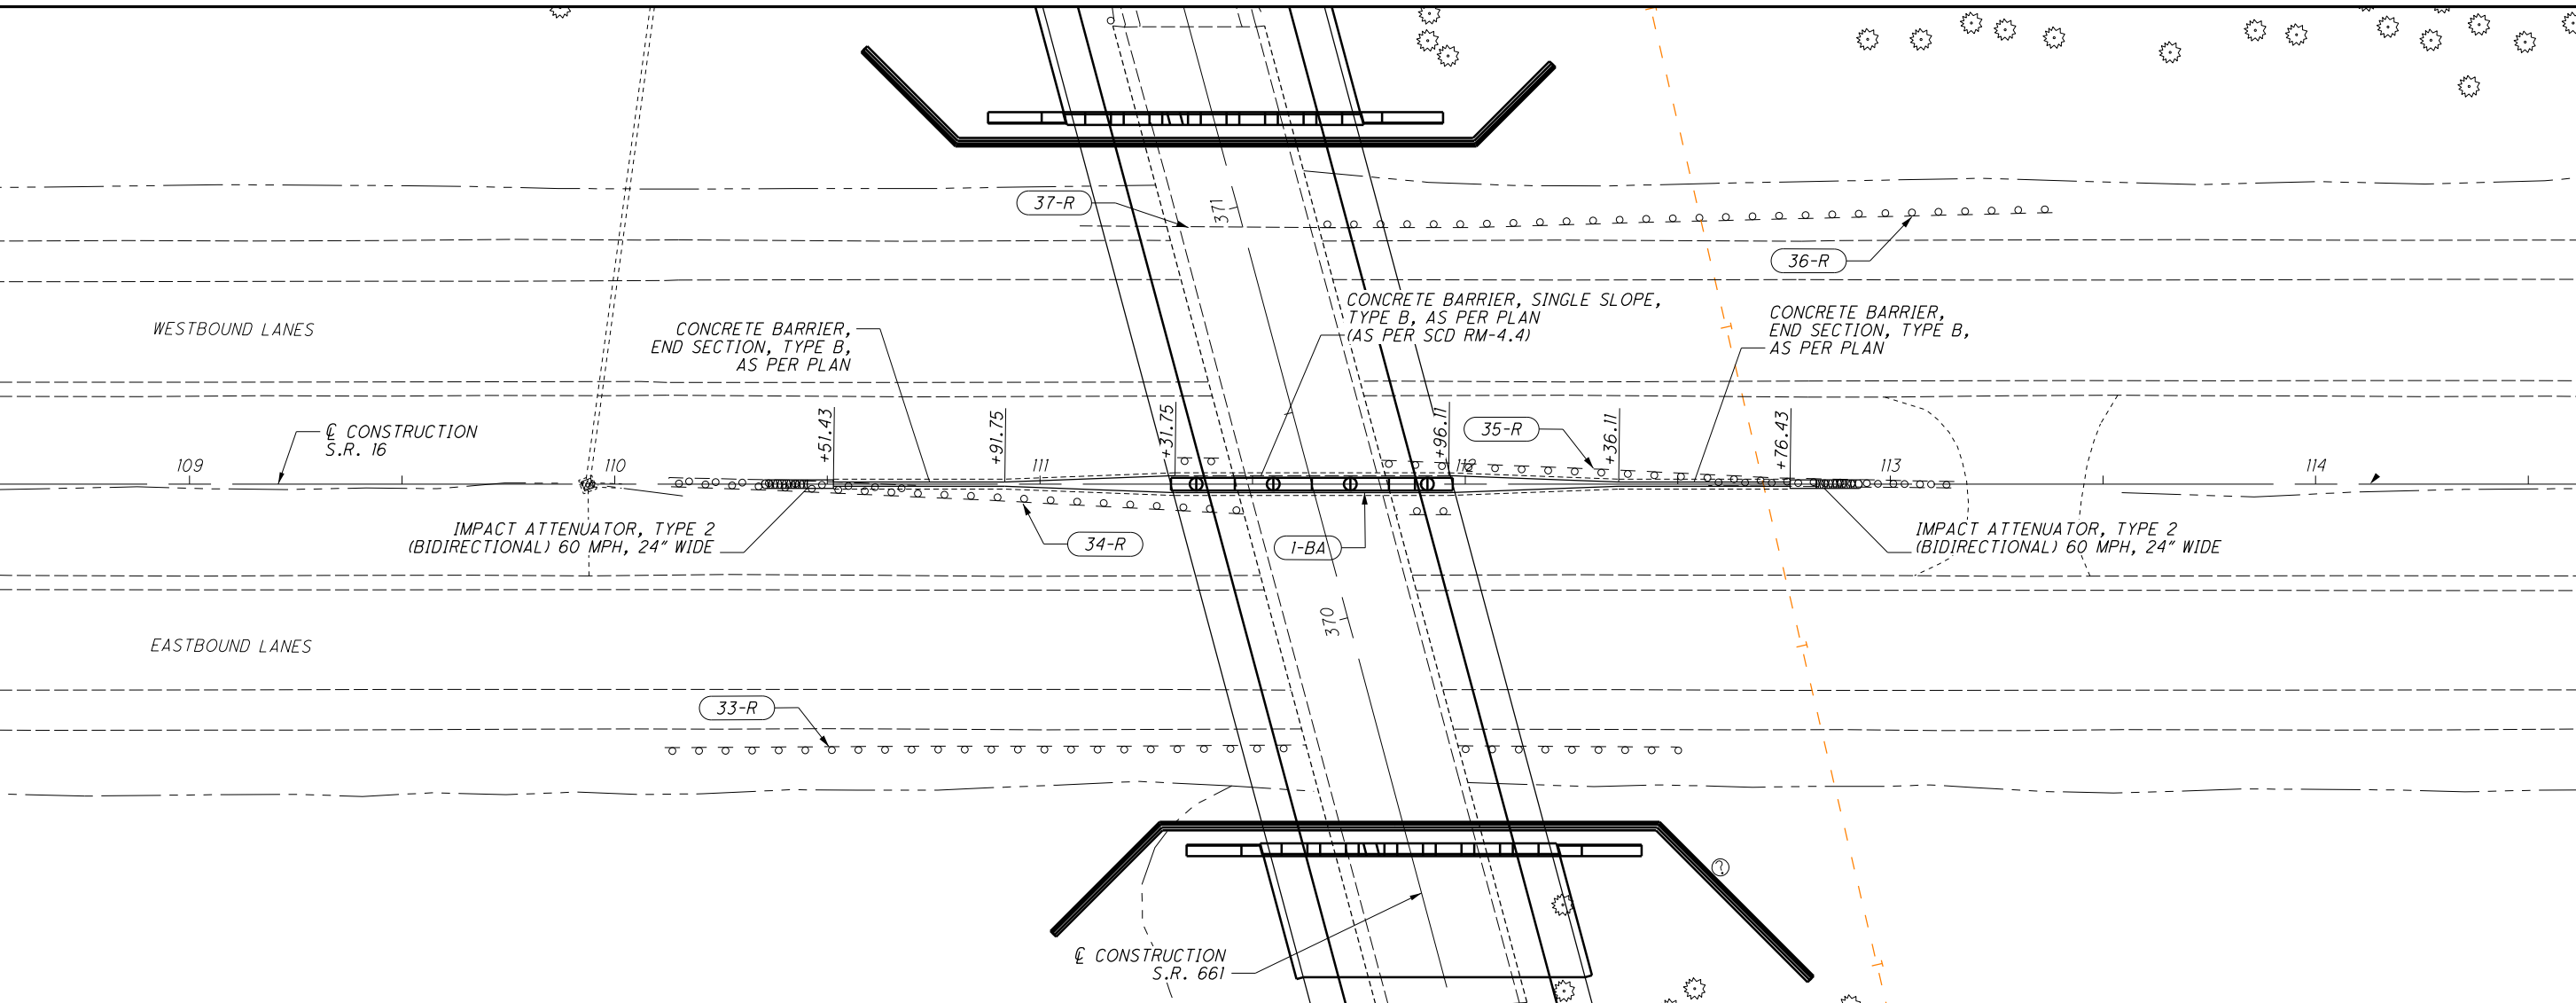 37-R
371
36-R
WESTBOUND LANES
CONCRETE BARRIER,
END SECTION, TYPE B,
AS PER PLAN
CONCRETE BARRIER, SINGLE SLOPE,
TYPE B, AS PER PLAN
(AS PER SCD RM-4.4)
CONCRETE BARRIER,
END SECTION, TYPE B,
AS PER PLAN
℄ CONSTRUCTION
S.R. 16
+51.43
+91.75
+31.75
+96.11
35-R
+36.11
+76.43
109
110
111
112
113
114
IMPACT ATTENUATOR, TYPE 2
(BIDIRECTIONAL) 60 MPH, 24" WIDE
34-R
1-BA
IMPACT ATTENUATOR, TYPE 2
(BIDIRECTIONAL) 60 MPH, 24" WIDE
370
EASTBOUND LANES
33-R
?
℄ CONSTRUCTION
S.R. 661